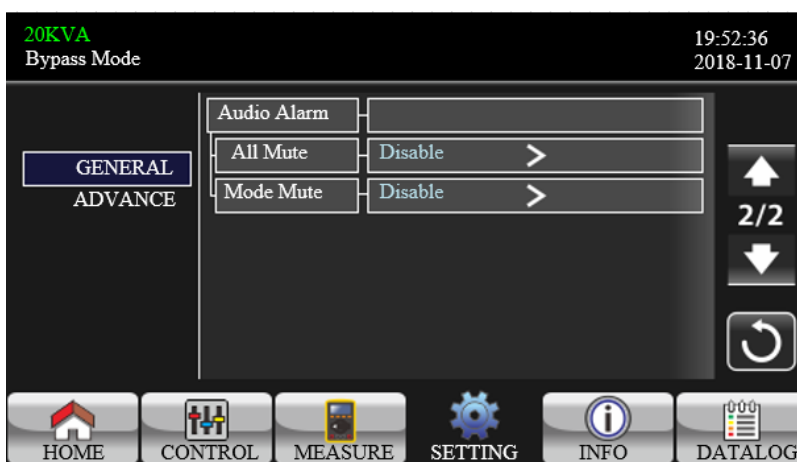 20KVA
Bypass Mode
19:52:36
2018-11-07
GENERAL
ADVANCE
Audio Alarm
All Mute
Disable
Mode Mute
Disable
2/2
HOME
CONTROL
MEASURE
SETTING
INFO
DATALOG